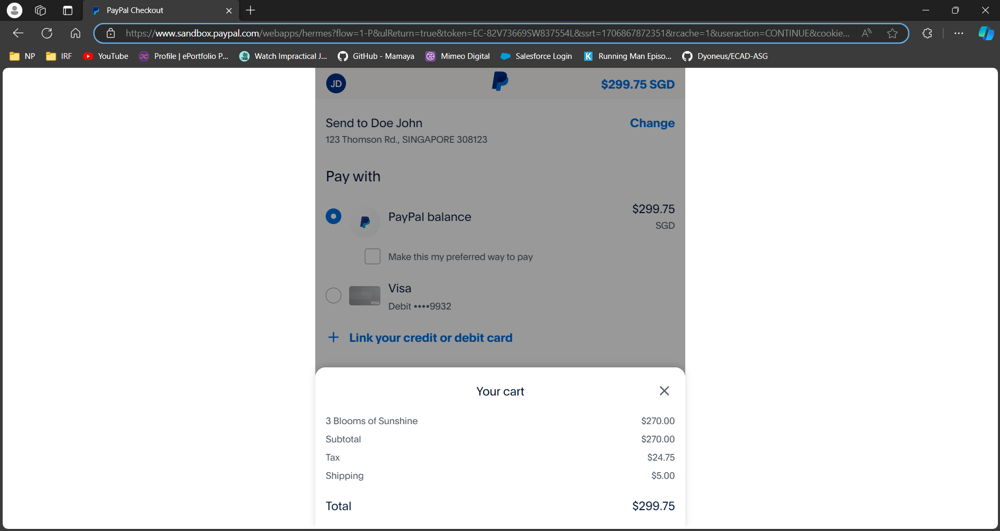 PayPal Checkout
https://www.sandbox.paypal.com/webapps/hermes?flow=1-P&ulReturn=true&token=EC-82V73669SW837554L&ssrt=1706867872351&rcache=1&useraction=CONTINUE&cookie...
NP IRF YouTube Profile | ePortfolio P... Watch Impractical J... GitHub - Mamaya Mimeo Digital Salesforce Login Running Man Episo... Dyoneus/ECAD-ASG
JD $299.75 SGD
Send to Doe John Change
123 Thomson Rd., SINGAPORE 308123
Pay with
PayPal balance $299.75
SGD
Make this my preferred way to pay
Visa
VISA
Debit ••••9932
+ Link your credit or debit card
Your cart
3 Blooms of Sunshine $270.00
Subtotal $270.00
Tax $24.75
Shipping $5.00
Total $299.75